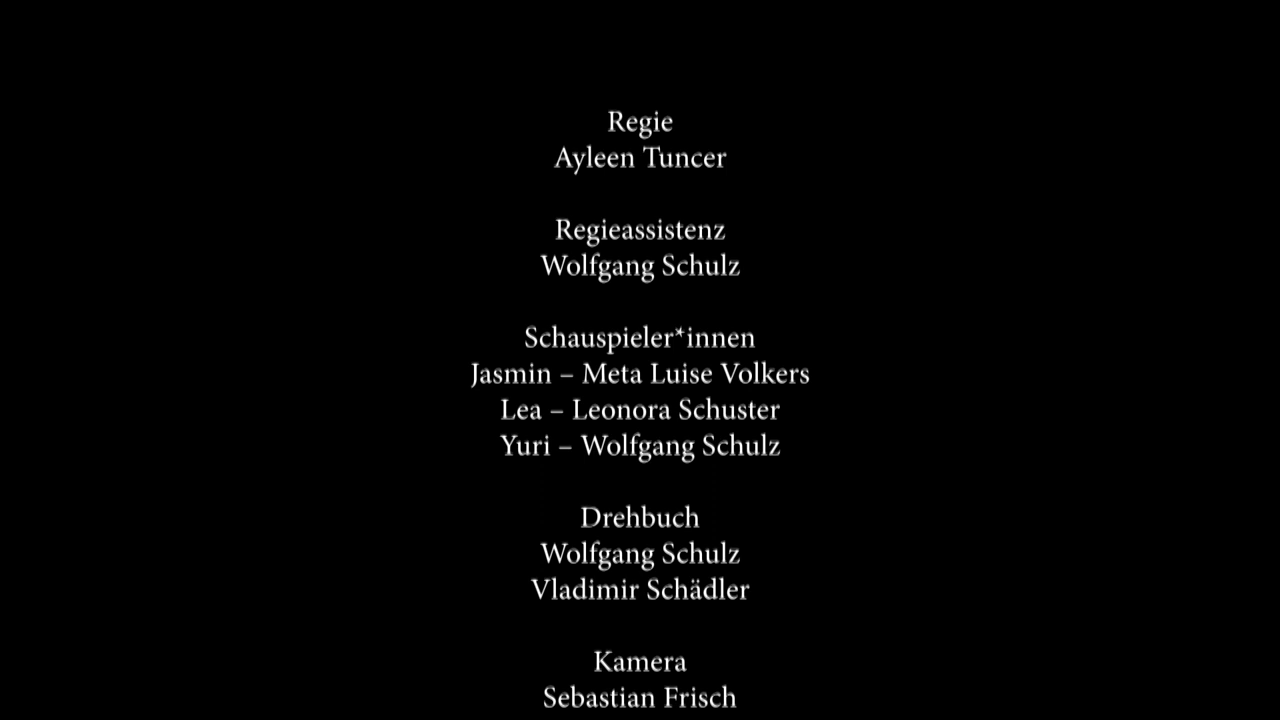 Regie
Ayleen Tuncer
Regieassistenz
Wolfgang Schulz
Schauspieler*innen
Jasmin – Meta Luise Volkers
Lea – Leonora Schuster
Yuri – Wolfgang Schulz
Drehbuch
Wolfgang Schulz
Vladimir Schädler
Kamera
Sebastian Frisch